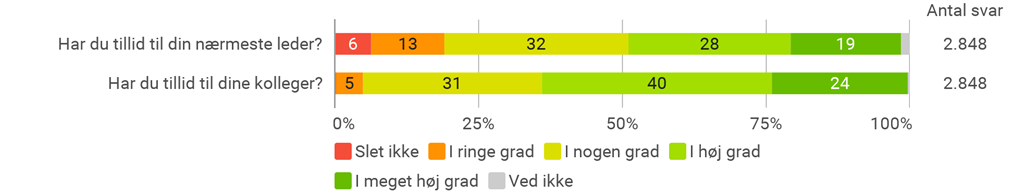 Antal svar
Har du tillid til din nærmeste leder? 6 13 32 28 19 2.848
Har du tillid til dine kolleger? 5 31 40 24 2.848
0% 25% 50% 75% 100%
Slet ikke I ringe grad I nogen grad I høj grad
I meget høj grad Ved ikke